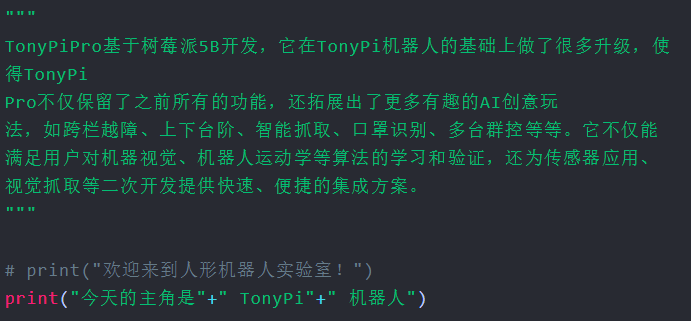 """
TonyPiPro基于树莓派5B开发，它在TonyPi机器人的基础上做了很多升级，使
得TonyPi
Pro不仅保留了之前所有的功能，还拓展出了更多有趣的AI创意玩
法，如跨栏越障、上下台阶、智能抓取、口罩识别、多台群控等等。它不仅能
满足用户对机器视觉、机器人运动学等算法的学习和验证，还为传感器应用、
视觉抓取等二次开发提供快速、便捷的集成方案。
"""
# print("欢迎来到人形机器人实验室！")
print("今天的主角是"+" TonyPi"+" 机器人")